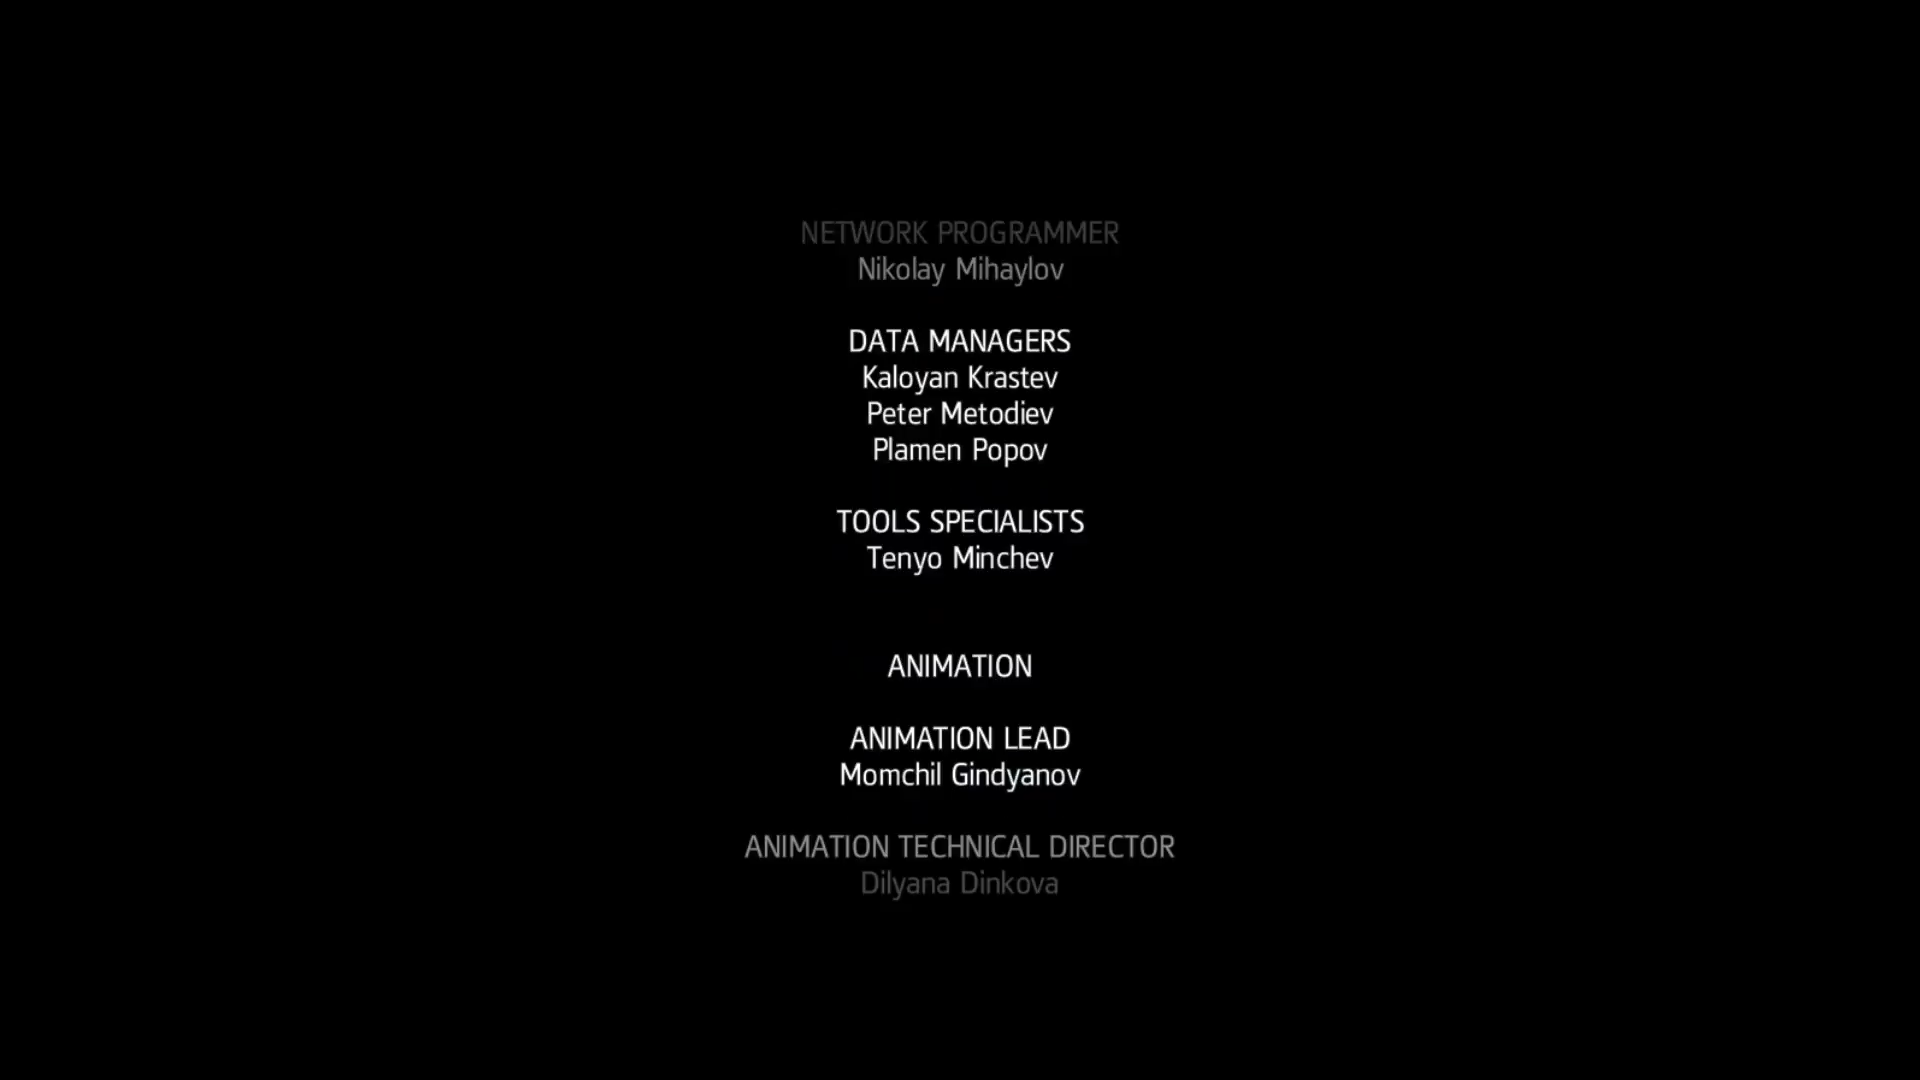 NETWORK PROGRAMMER
Nikolay Mihaylov
DATA MANAGERS
Kaloyan Krastev
Peter Metodiev
Plamen Popov
TOOLS SPECIALISTS
Tenyo Minchev
ANIMATION
ANIMATION LEAD
Momchil Gindyanov
ANIMATION TECHNICAL DIRECTOR
Dilyana Dinkova